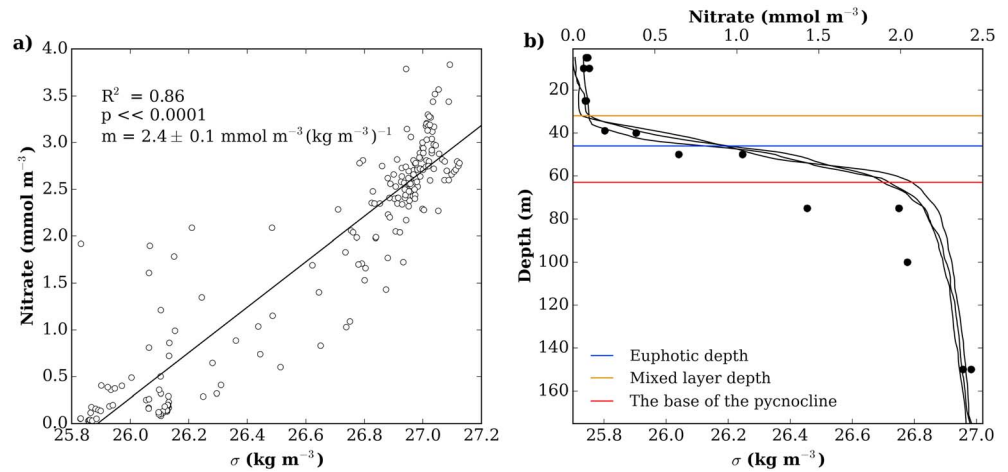 a)
Nitrate (mmol m⁻³)
4.0
3.5
3.0
2.5
2.0
1.5
1.0
0.5
0.0
R² = 0.86
p << 0.0001
m = 2.4 ± 0.1 mmol m⁻³(kg m⁻³)⁻¹
25.8 26.0 26.2 26.4 26.6 26.8 27.0 27.2
σ (kg m⁻³)
b)
Nitrate (mmol m⁻³)
0.0 0.5 1.0 1.5 2.0 2.5
Depth (m)
20
40
60
80
100
120
140
160
Euphotic depth
Mixed layer depth
The base of the pycnocline
25.8 26.0 26.2 26.4 26.6 26.8 27.0
σ (kg m⁻³)